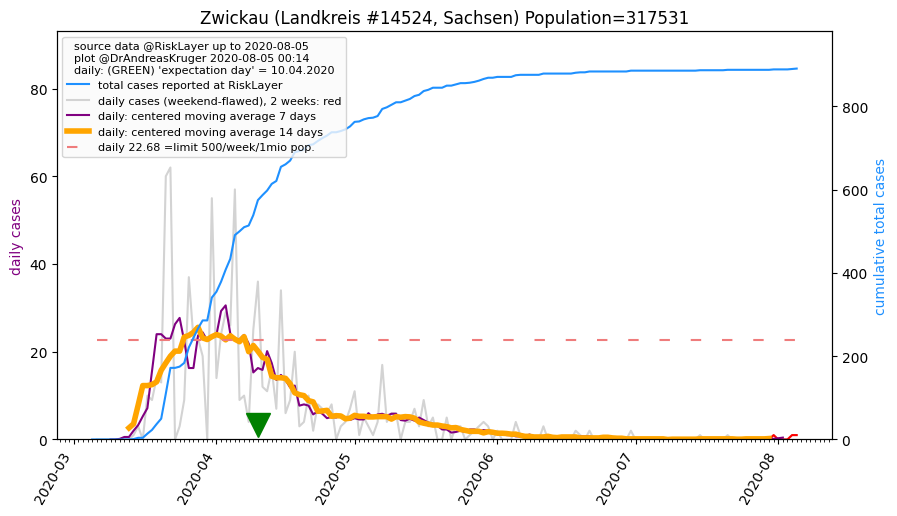 Zwickau (Landkreis #14524, Sachsen) Population=317531
source data @RiskLayer up to 2020-08-05
plot @DrAndreasKruger 2020-08-05 00:14
daily: (GREEN) 'expectation day' = 10.04.2020
total cases reported at RiskLayer
daily cases (weekend-flawed), 2 weeks: red
daily: centered moving average 7 days
daily: centered moving average 14 days
daily 22.68 =limit 500/week/1mio pop.
daily cases
80
60
40
20
0
cumulative total cases
800
600
400
200
0
2020-03
2020-04
2020-05
2020-06
2020-07
2020-08